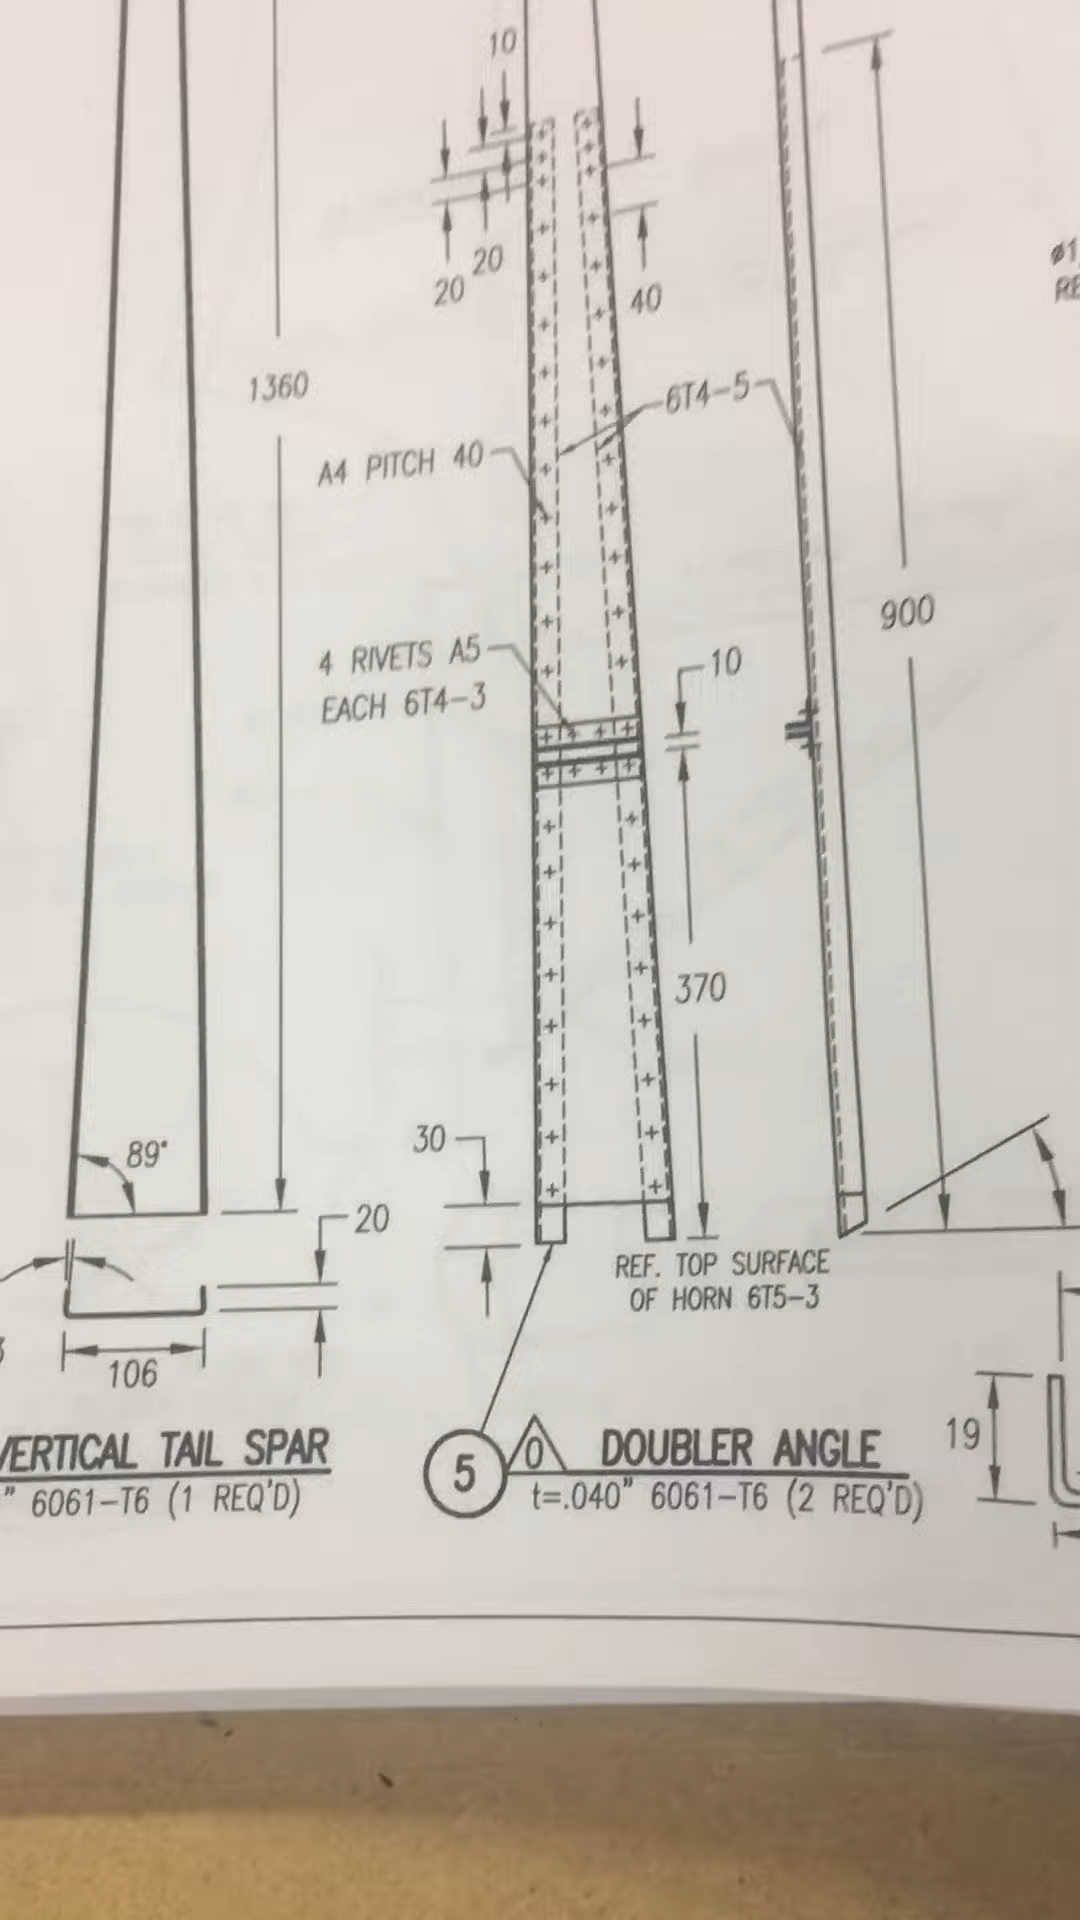 10
20
20
40
1360
6T4-5
A4 PITCH 40
900
4 RIVETS A5
EACH 6T4-3
10
370
89°
30
20
REF. TOP SURFACE
OF HORN 6T5-3
106
19
VERTICAL TAIL SPAR
" 6061-T6 (1 REQ'D)
5
0
DOUBLER ANGLE
t=.040" 6061-T6 (2 REQ'D)